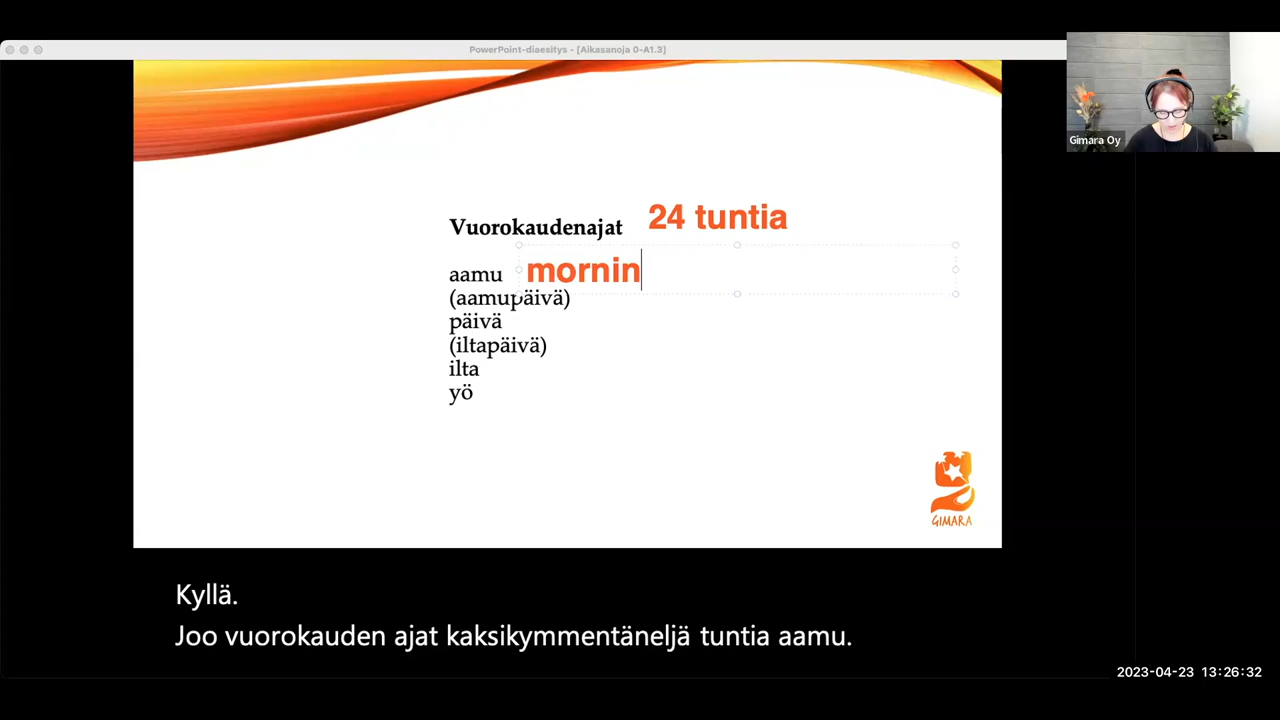 PowerPoint-diaesitys - [Aikasanoja 0-A1.3]
Gimara Oy
Vuorokaudenajat 24 tuntia
aamu mornin
(aamupäivä)
päivä
(iltapäivä)
ilta
yö
GIMARA
Kyllä.
Joo vuorokauden ajat kaksikymmentäneljä tuntia aamu.
2023-04-23 13:26:32